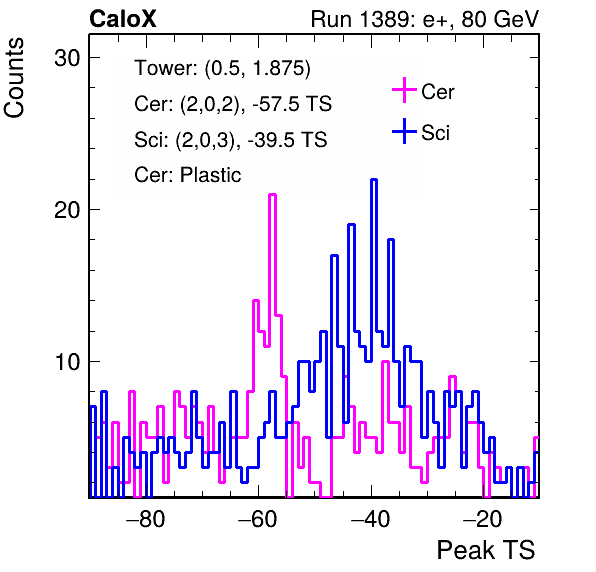 CaloX Run 1389: e+, 80 GeV
Counts
30
20
10
Tower: (0.5, 1.875)
Cer: (2,0,2), -57.5 TS
Sci: (2,0,3), -39.5 TS
Cer: Plastic
Cer
Sci
−80 −60 −40 −20
Peak TS